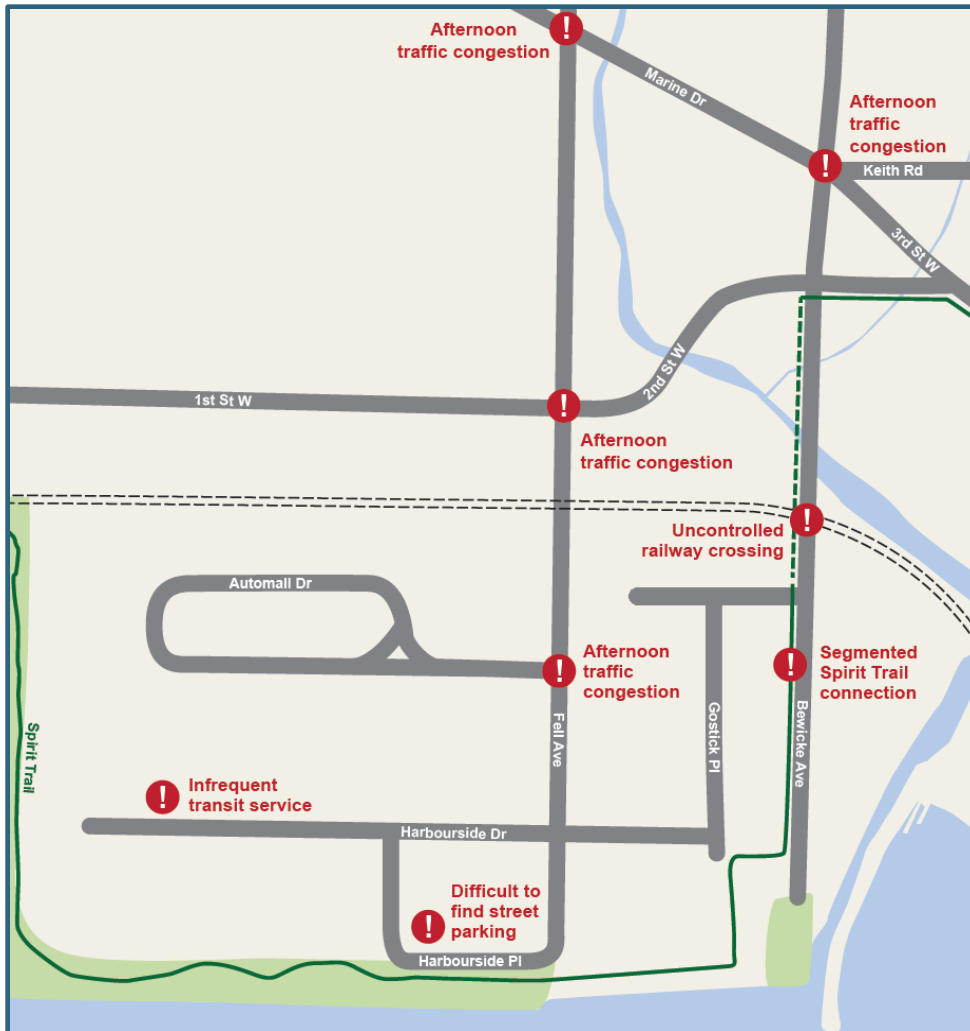 Afternoon
traffic congestion
!
Marine Dr
Afternoon
traffic
congestion
!
Keith Rd
3rd St W
2nd St W
1st St W
!
Afternoon
traffic congestion
Uncontrolled
railway crossing
!
Automall Dr
Afternoon
traffic
congestion
!
Segmented
Spirit Trail
connection
!
Fell Ave
Gostick Pl
Bewicke Ave
Spirit Trail
!
Infrequent
transit service
Harbourside Dr
!
Difficult to
find street
parking
Harbourside Pl